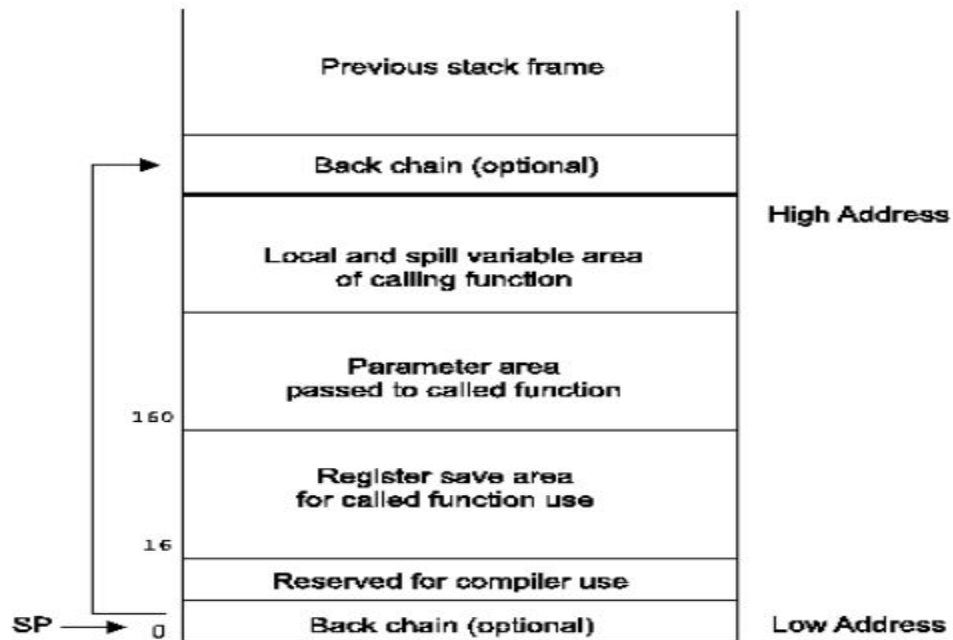 Previous stack frame
Back chain (optional)
High Address
Local and spill variable area
of calling function
Parameter area
passed to called function
160
Register save area
for called function use
16
Reserved for compiler use
SP
0
Back chain (optional)
Low Address